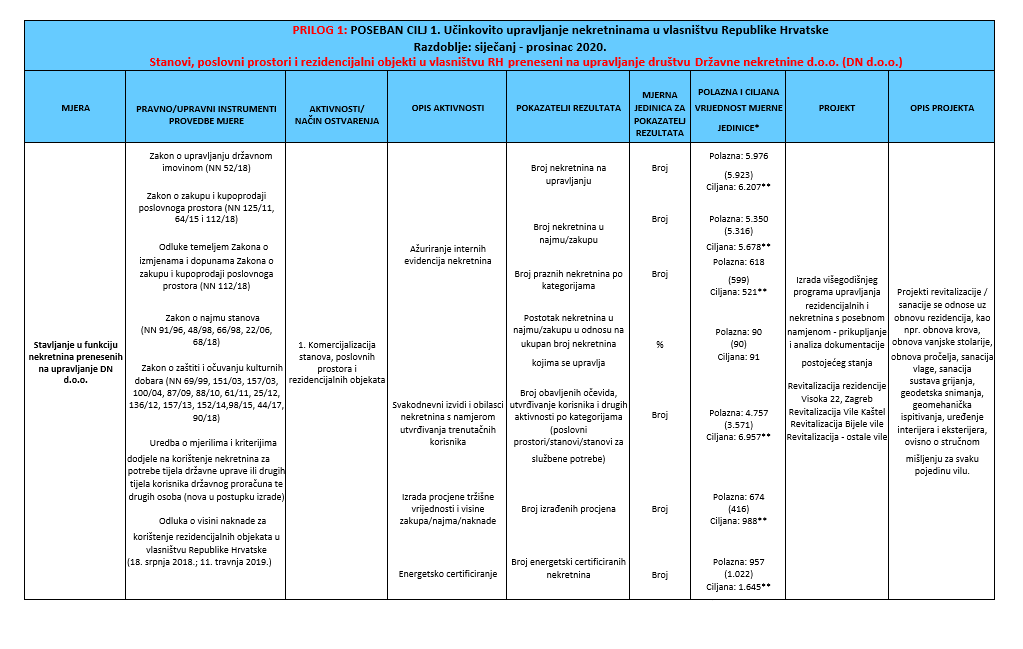 PRILOG 1: POSEBAN CILJ 1. Učinkovito upravljanje nekretninama u vlasništvu Republike Hrvatske
Razdoblje: siječanj - prosinac 2020.
Stanovi, poslovni prostori i rezidencijalni objekti u vlasništvu RH preneseni na upravljanje društvu Državne nekretnine d.o.o. (DN d.o.o.)
MJERA
PRAVNO/UPRAVNI INSTRUMENTI
PROVEDBE MJERE
AKTIVNOSTI/
NAČIN OSTVARENJA
OPIS AKTIVNOSTI
POKAZATELJI REZULTATA
MJERNA
JEDINICA ZA
POKAZATELJ
REZULTATA
POLAZNA I CILJANA
VRIJEDNOST MJERNE
JEDINICE*
PROJEKT
OPIS PROJEKTA
Stavljanje u funkciju
nekretnina prenesenih
na upravljanje DN
d.o.o.
Zakon o upravljanju državnom
imovinom (NN 52/18)
Zakon o zakupu i kupoprodaji
poslovnoga prostora (NN 125/11,
64/15 i 112/18)
Odluke temeljem Zakona o
izmjenama i dopunama Zakona o
zakupu i kupoprodaji poslovnoga
prostora (NN 112/18)
Zakon o najmu stanova
(NN 91/96, 48/98, 66/98, 22/06,
68/18)
Zakon o zaštiti i očuvanju kulturnih
dobara (NN 69/99, 151/03, 157/03,
100/04, 87/09, 88/10, 61/11, 25/12,
136/12, 157/13, 152/14,98/15, 44/17,
90/18)
Uredba o mjerilima i kriterijima
dodjele na korištenje nekretnina za
potrebe tijela državne uprave ili drugih
tijela korisnika državnog proračuna te
drugih osoba (nova u postupku izrade)
Odluka o visini naknade za
korištenje rezidencijalnih objekata u
vlasništvu Republike Hrvatske
(18. srpnja 2018.; 11. travnja 2019.)
1. Komercijalizacija
stanova, poslovnih
prostora i
rezidencijalnih objekata
Ažuriranje internih
evidencija nekretnina
Svakodnevni izvidi i obilasci
nekretnina s namjerom
utvrđivanja trenutačnih
korisnika
Izrada procjene tržišne
vrijednosti i visine
zakupa/najma/naknade
Energetsko certificiranje
Broj nekretnina na
upravljanju
Broj nekretnina u
najmu/zakupu
Broj praznih nekretnina po
kategorijama
Postotak nekretnina u
najmu/zakupu u odnosu na
ukupan broj nekretnina
kojima se upravlja
Broj obavljenih očevida,
utvrđivanje korisnika i drugih
aktivnosti po kategorijama
(poslovni
prostori/stanovi/stanovi za
službene potrebe)
Broj izrađenih procjena
Broj energetski certificiranih
nekretnina
Broj
Broj
Broj
%
Broj
Broj
Broj
Polazna: 5.976
(5.923)
Ciljana: 6.207**
Polazna: 5.350
(5.316)
Ciljana: 5.678**
Polazna: 618
(599)
Ciljana: 521**
Polazna: 90
(90)
Ciljana: 91
Polazna: 4.757
(3.571)
Ciljana: 6.957**
Polazna: 674
(416)
Ciljana: 988**
Polazna: 957
(1.022)
Ciljana: 1.645**
Izrada višegodišnjeg
programa upravljanja
rezidencijalnih i
nekretnina s posebnom
namjenom - prikupljanje
i analiza dokumentacije
postojećeg stanja
Revitalizacija rezidencije
Visoka 22, Zagreb
Revitalizacija Vile Kaštel
Revitalizacija Bijele vile
Revitalizacija - ostale vile
Projekti revitalizacije /
sanacije se odnose uz
obnovu rezidencija, kao
npr. obnova krova,
obnova vanjske stolarije,
obnova pročelja, sanacija
vlage, sanacija
sustava grijanja,
geodetska snimanja,
geomehanička
ispitivanja, uređenje
interijera i eksterijera,
ovisno o stručnom
mišljenju za svaku
pojedinu vilu.